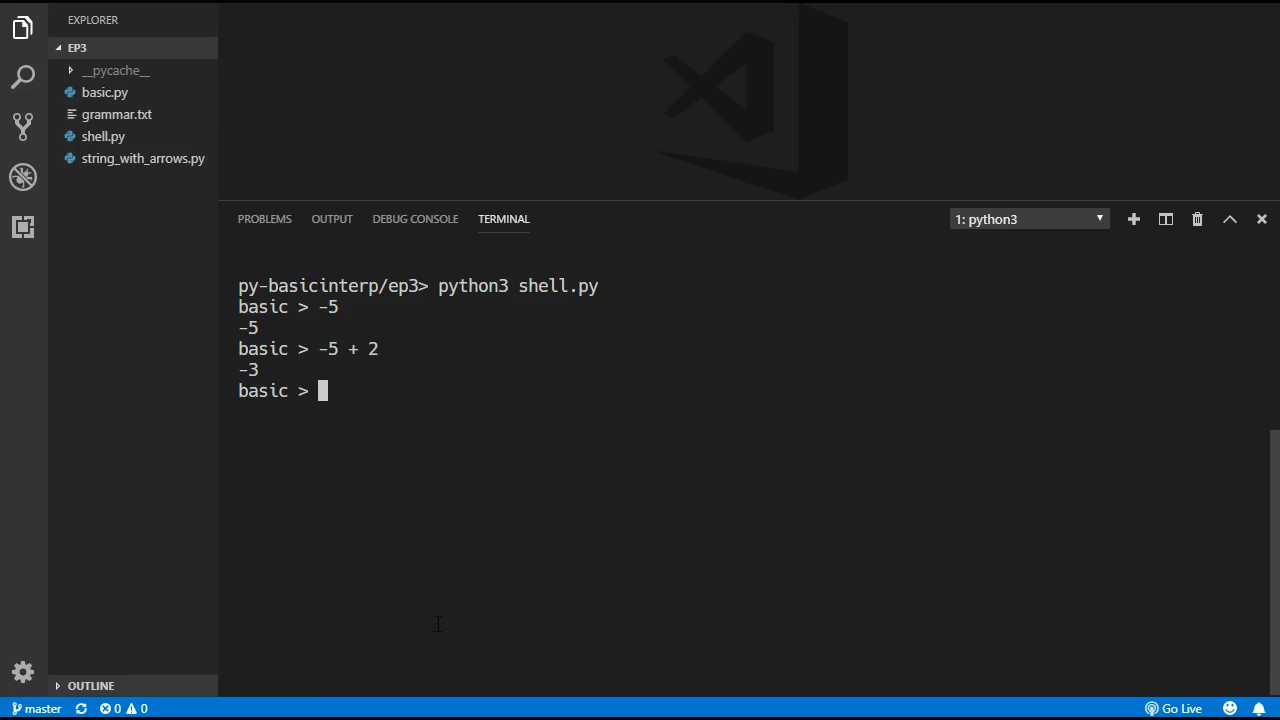 EXPLORER
EP3
__pycache__
basic.py
grammar.txt
shell.py
string_with_arrows.py
OUTLINE
PROBLEMS OUTPUT DEBUG CONSOLE TERMINAL
1: python3
py-basicinterp/ep3> python3 shell.py
basic > -5
-5
basic > -5 + 2
-3
basic >
master 0 0 Go Live